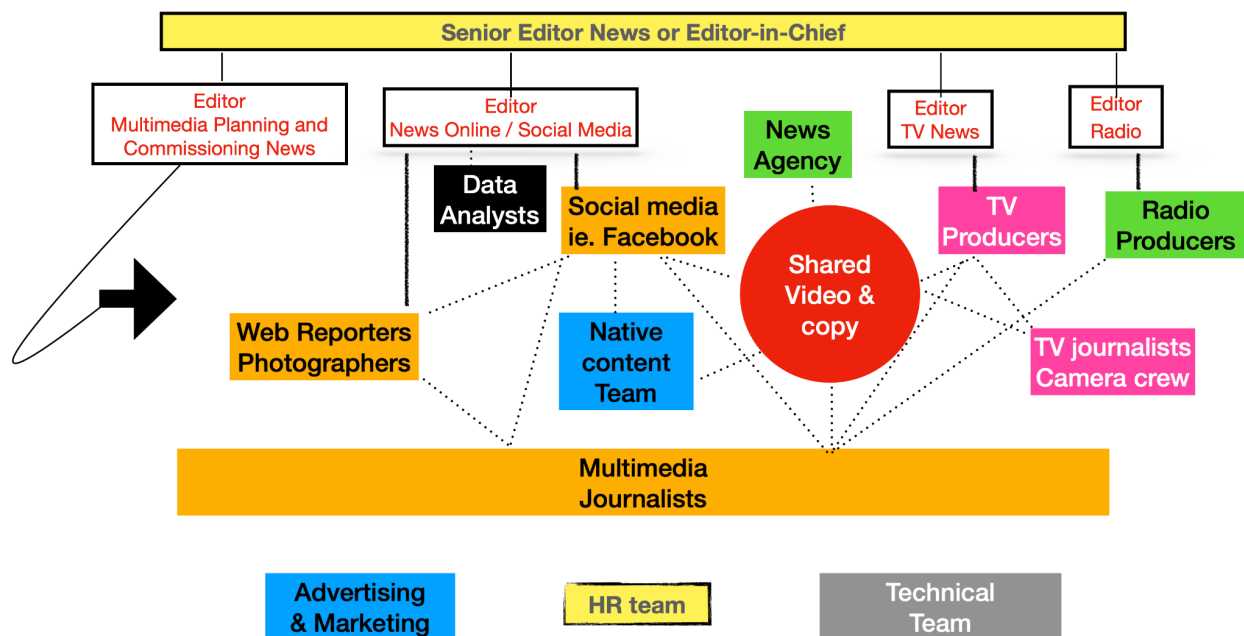 Senior Editor News or Editor-in-Chief
Editor
Multimedia Planning and
Commissioning News
Editor
News Online / Social Media
Editor
TV News
Editor
Radio
News
Agency
Data
Analysts
Social media
ie. Facebook
TV
Producers
Radio
Producers
Shared
Video &
copy
Web Reporters
Photographers
Native
content
Team
TV journalists
Camera crew
Multimedia
Journalists
Advertising
& Marketing
HR team
Technical
Team